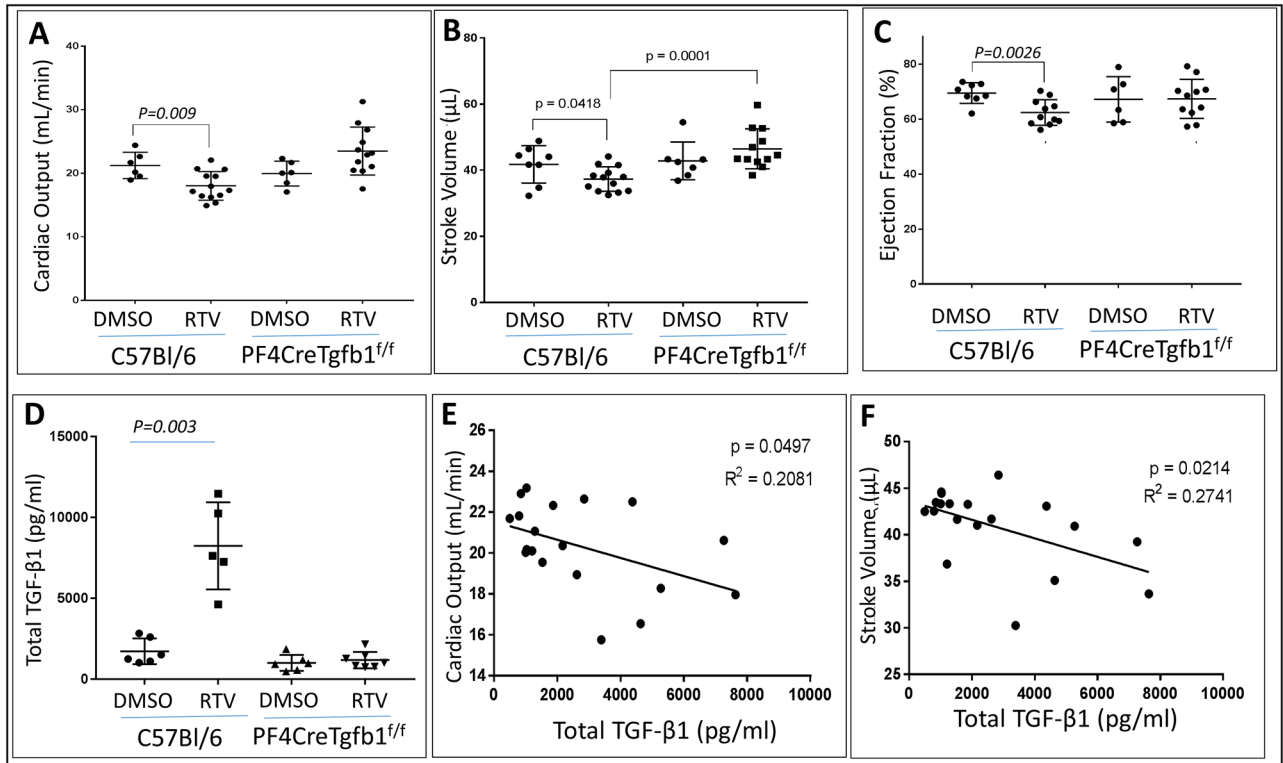 A
Cardiac Output (mL/min)
40
30
20
10
0
P=0.009
DMSO RTV DMSO RTV
C57Bl/6 PF4CreTgfb1f/f
B
Stroke Volume (µL)
80
60
40
20
0
p = 0.0001
p = 0.0418
DMSO RTV DMSO RTV
C57Bl/6 PF4CreTgfb1f/f
C
Ejection Fraction (%)
80
60
40
20
0
P=0.0026
DMSO RTV DMSO RTV
C57Bl/6 PF4CreTgfb1f/f
D
Total TGF-β1 (pg/ml)
15000
10000
5000
0
P=0.003
DMSO RTV DMSO RTV
C57Bl/6 PF4CreTgfb1f/f
E
Cardiac Output (mL/min)
26
24
22
20
18
16
14
p = 0.0497
R2 = 0.2081
0 2000 4000 6000 8000 10000
Total TGF-β1 (pg/ml)
F
Stroke Volume (µL)
50
45
40
35
30
25
p = 0.0214
R2 = 0.2741
0 2000 4000 6000 8000 10000
Total TGF-β1 (pg/ml)